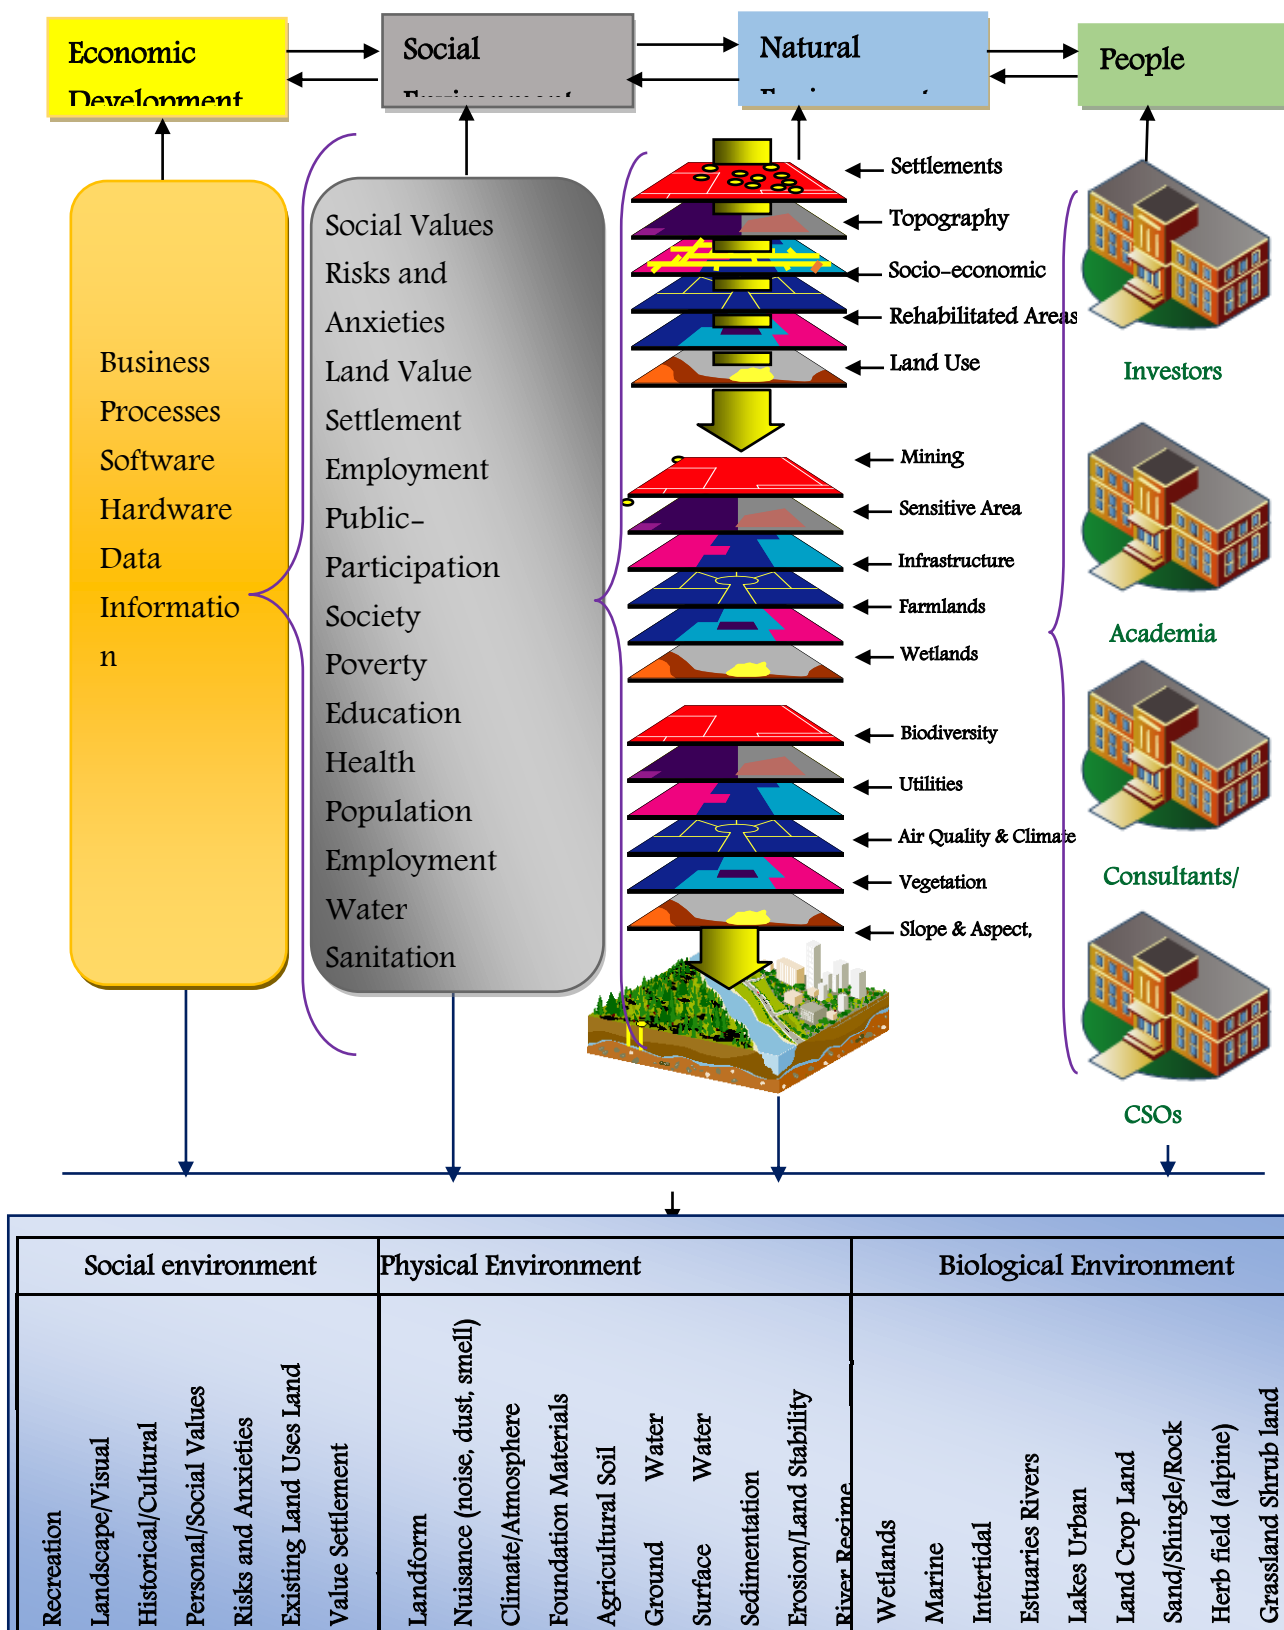 Economic
Development
Social
Environment
Natural
People
Business
Processes
Software
Hardware
Data
Informatio
n
Social Values
Risks and
Anxieties
Land Value
Settlement
Employment
Public-
Participation
Society
Poverty
Education
Health
Population
Employment
Water
Sanitation
Settlements
Topography
Socio-economic
Rehabilitated Areas
Land Use
Mining
Sensitive Area
Infrastructure
Farmlands
Wetlands
Biodiversity
Utilities
Air Quality & Climate
Vegetation
Slope & Aspect,
Investors
Academia
Consultants/
CSOs
Social environment
Physical Environment
Biological Environment
Recreation
Landscape/Visual
Historical/Cultural
Personal/Social Values
Risks and Anxieties
Existing Land Uses Land
Value Settlement
Landform
Nuisance (noise, dust, smell)
Climate/Atmosphere
Foundation Materials
Agricultural Soil
Ground Water
Surface Water
Sedimentation
Erosion/Land Stability
River Regime
Wetlands
Marine
Intertidal
Estuaries Rivers
Lakes Urban
Land Crop Land
Sand/Shingle/Rock
Herb field (alpine)
Grassland Shrub land